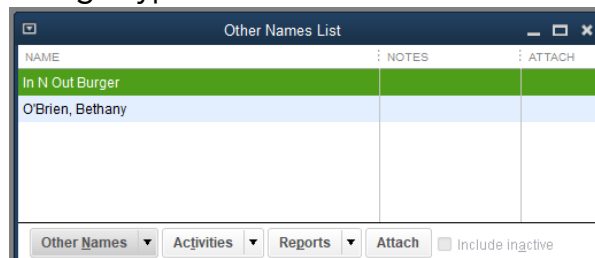 Other Names List
NAME NOTES ATTACH
In N Out Burger
O'Brien, Bethany
Other Names Activities Reports Attach Include inactive